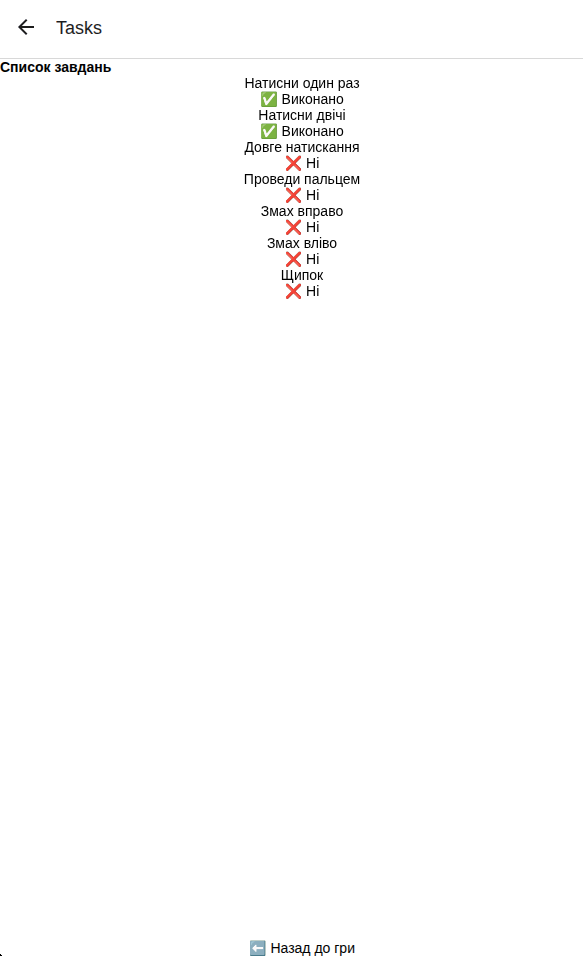 Tasks
Список завдань
Натисни один раз
✅ Виконано
Натисни двічі
✅ Виконано
Довге натискання
❌ Ні
Проведи пальцем
❌ Ні
Змах вправо
❌ Ні
Змах вліво
❌ Ні
Щипок
❌ Ні
⬅️ Назад до гри